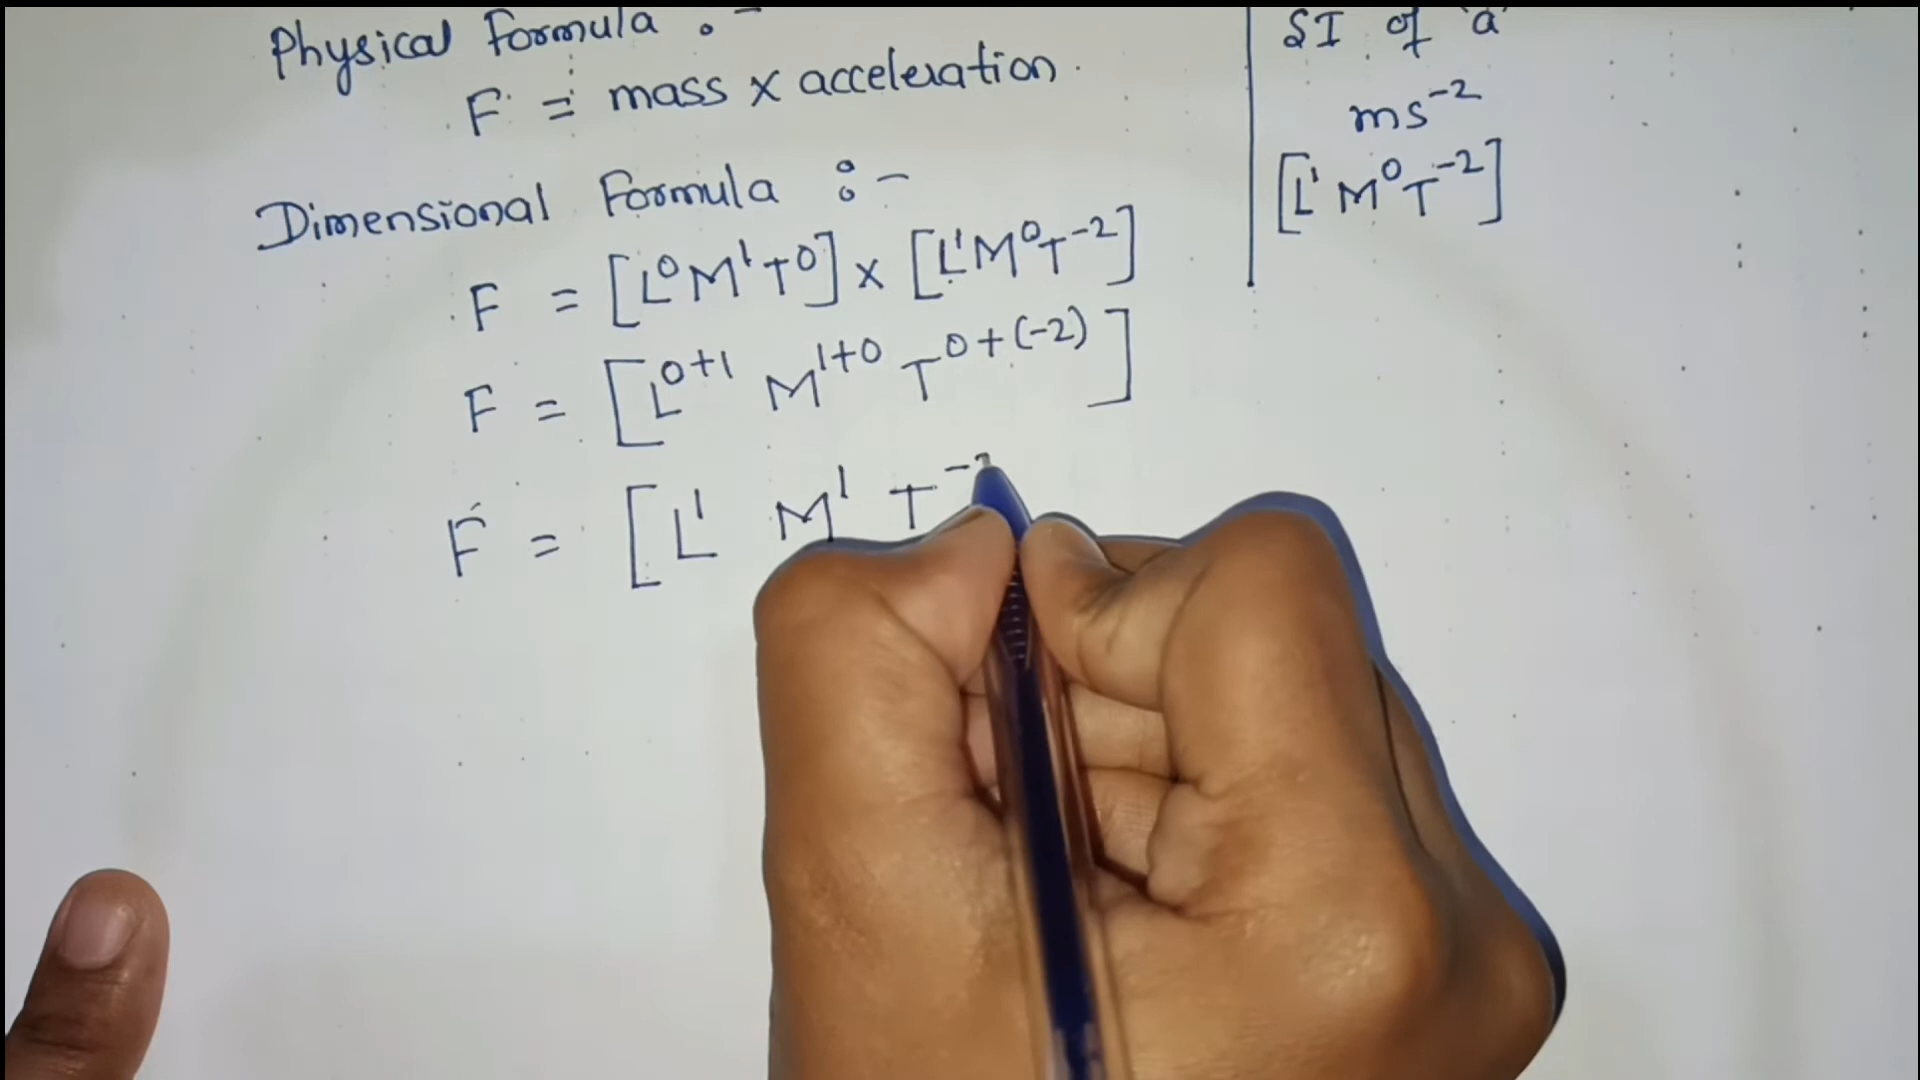 Physical Formula :-
F = mass x acceleration.
Dimensional Formula :-
F = [L⁰M¹T⁰] x [L¹M⁰T⁻²]
F = [L⁰⁺¹ M¹⁺⁰ T⁰⁺⁽⁻²⁾]
F = [L¹ M¹ T⁻
SI of 'a'
ms⁻²
[L¹M⁰T⁻²]